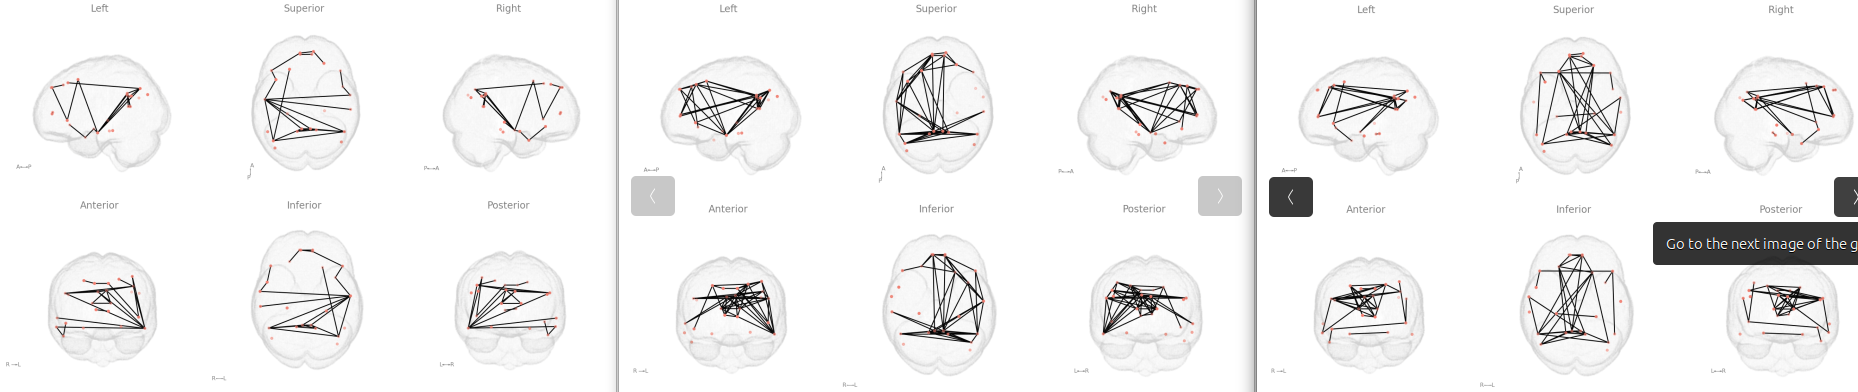 Left Superior Right
A←→P
A
P
P←→A
Anterior Inferior Posterior
R←→L
R←→L
L←→R
Left Superior Right
A←→P
A
P
P←→A
Anterior Inferior Posterior
R←→L
R←→L
L←→R
Left Superior Right
A←→P
A
P
P←→A
Anterior Inferior Posterior
Go to the next image of the g
R←→L
R←→L
L←→R